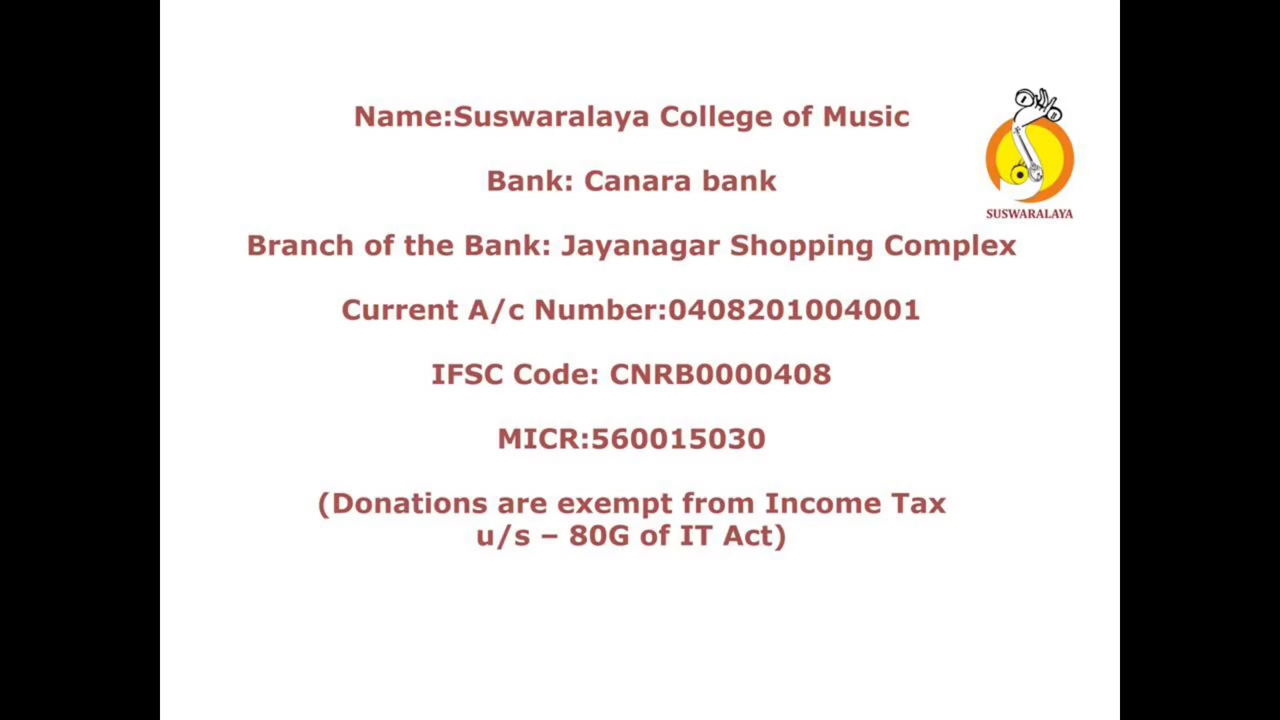 Name:Suswaralaya College of Music
Bank: Canara bank
Branch of the Bank: Jayanagar Shopping Complex
Current A/c Number:0408201004001
IFSC Code: CNRB0000408
MICR:560015030
(Donations are exempt from Income Tax
u/s – 80G of IT Act)
SUSWARALAYA